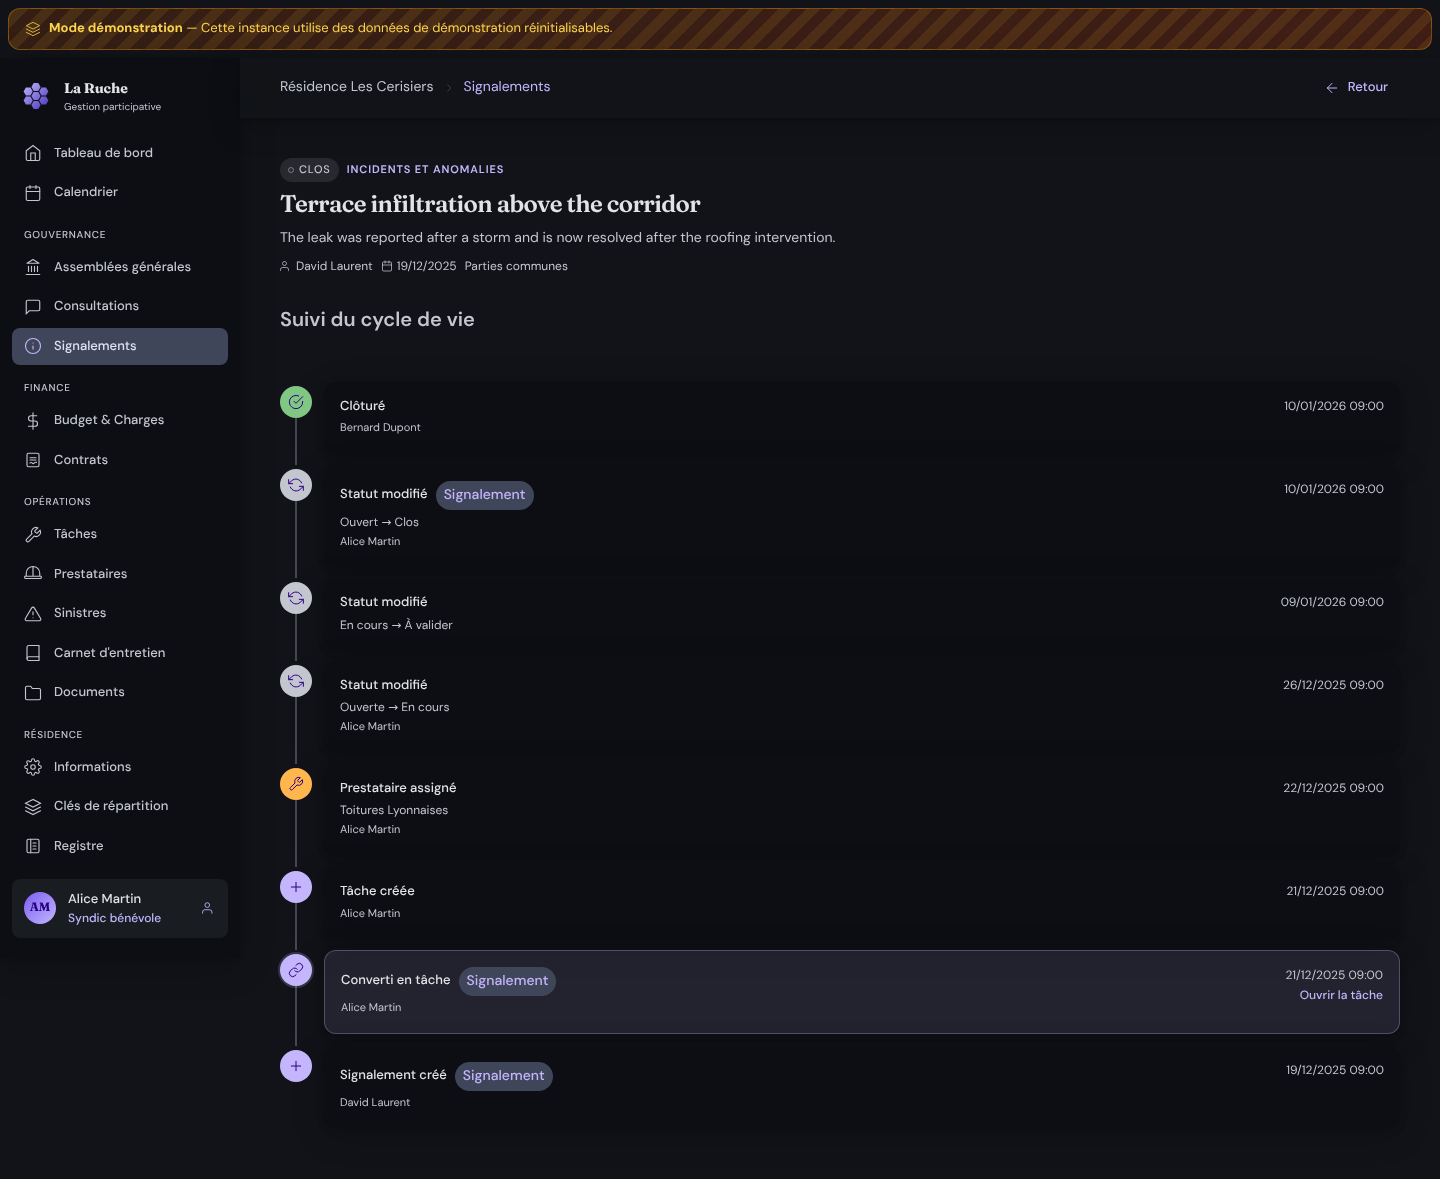 Mode démonstration — Cette instance utilise des données de démonstration réinitialisables.
La Ruche
Gestion participative
Tableau de bord
Calendrier
GOUVERNANCE
Assemblées générales
Consultations
Signalements
FINANCE
Budget & Charges
Contrats
OPÉRATIONS
Tâches
Prestataires
Sinistres
Carnet d'entretien
Documents
RÉSIDENCE
Informations
Clés de répartition
Registre
AM
Alice Martin
Syndic bénévole
Résidence Les Cerisiers > Signalements
← Retour
CLOS INCIDENTS ET ANOMALIES
Terrace infiltration above the corridor
The leak was reported after a storm and is now resolved after the roofing intervention.
David Laurent 19/12/2025 Parties communes
Suivi du cycle de vie
Clôturé 10/01/2026 09:00
Bernard Dupont
Statut modifié Signalement 10/01/2026 09:00
Ouvert → Clos
Alice Martin
Statut modifié 09/01/2026 09:00
En cours → À valider
Statut modifié 26/12/2025 09:00
Ouverte → En cours
Alice Martin
Prestataire assigné 22/12/2025 09:00
Toitures Lyonnaises
Alice Martin
Tâche créée 21/12/2025 09:00
Alice Martin
Converti en tâche Signalement 21/12/2025 09:00
Ouvrir la tâche
Alice Martin
Signalement créé Signalement 19/12/2025 09:00
David Laurent